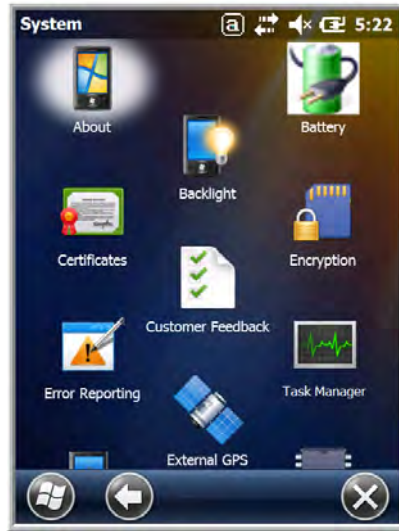 System a 5:22
About
Battery
Backlight
Certificates
Encryption
Customer Feedback
Error Reporting
Task Manager
External GPS